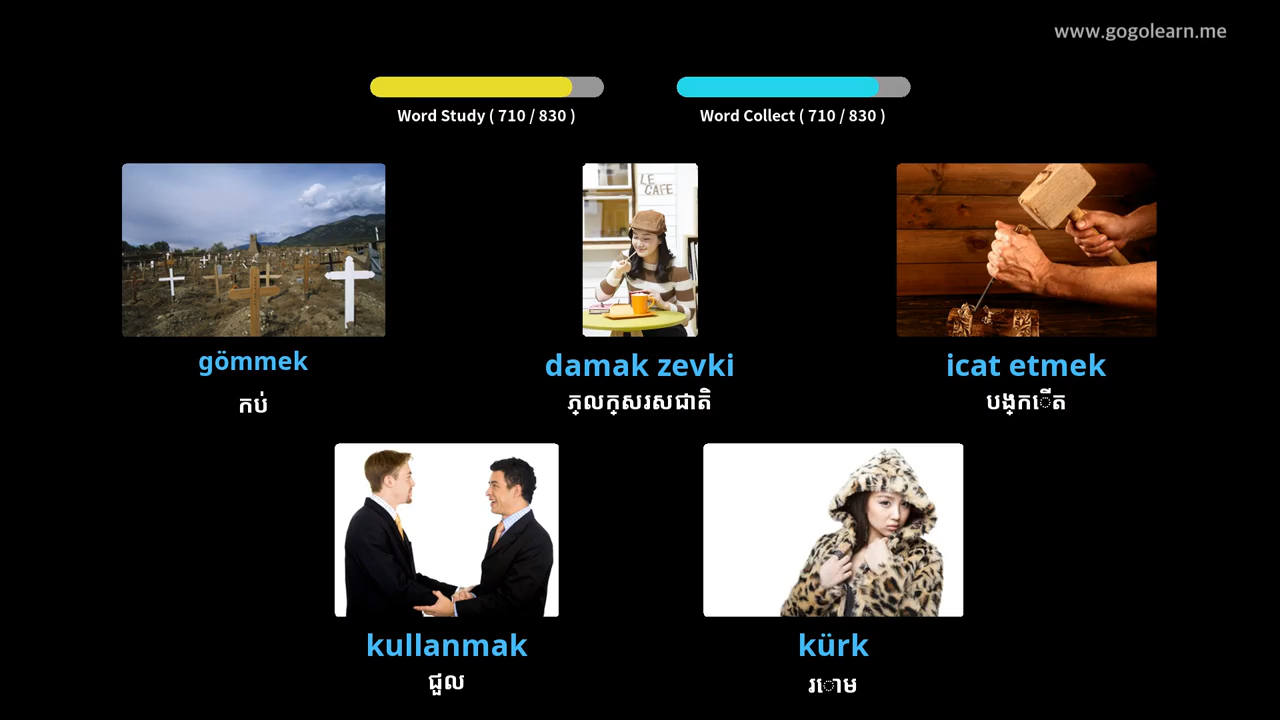 www.gogolearn.me
Word Study ( 710 / 830 )
Word Collect ( 710 / 830 )
LE CAFE
gömmek
damak zevki
icat etmek
កប់
ភ្លក្សរសជាតិ
បង្កើត
kullanmak
kürk
ជួល
រោម